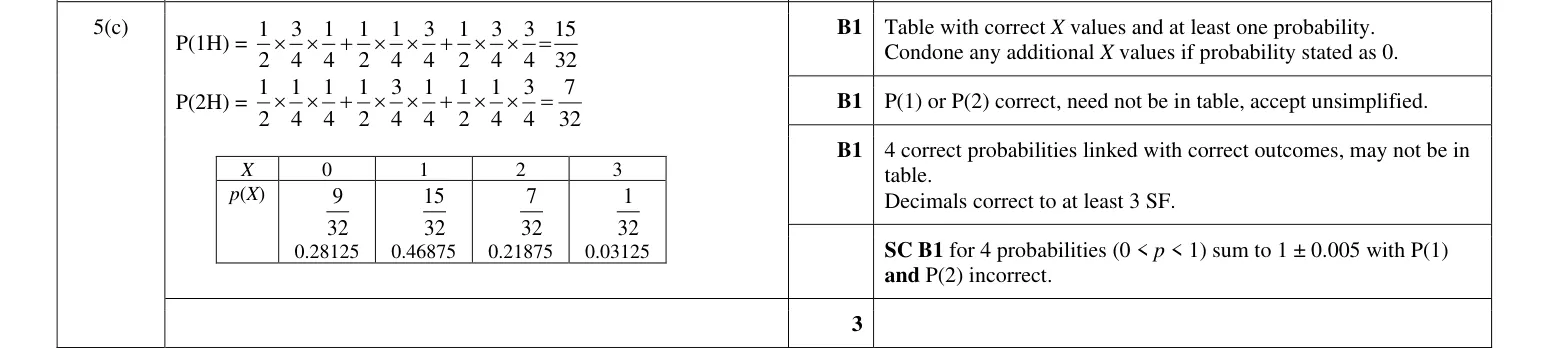 5(c)
P(1H) = 1/2 × 3/4 × 1/4 + 1/2 × 1/4 × 3/4 + 1/2 × 3/4 × 3/4 = 15/32
P(2H) = 1/2 × 1/4 × 1/4 + 1/2 × 3/4 × 1/4 + 1/2 × 1/4 × 3/4 = 7/32
X 0 1 2 3
p(X) 9/32 15/32 7/32 1/32
0.28125 0.46875 0.21875 0.03125
B1 Table with correct X values and at least one probability.
Condone any additional X values if probability stated as 0.
B1 P(1) or P(2) correct, need not be in table, accept unsimplified.
B1 4 correct probabilities linked with correct outcomes, may not be in
table.
Decimals correct to at least 3 SF.
SC B1 for 4 probabilities (0 < p < 1) sum to 1 ± 0.005 with P(1)
and P(2) incorrect.
3